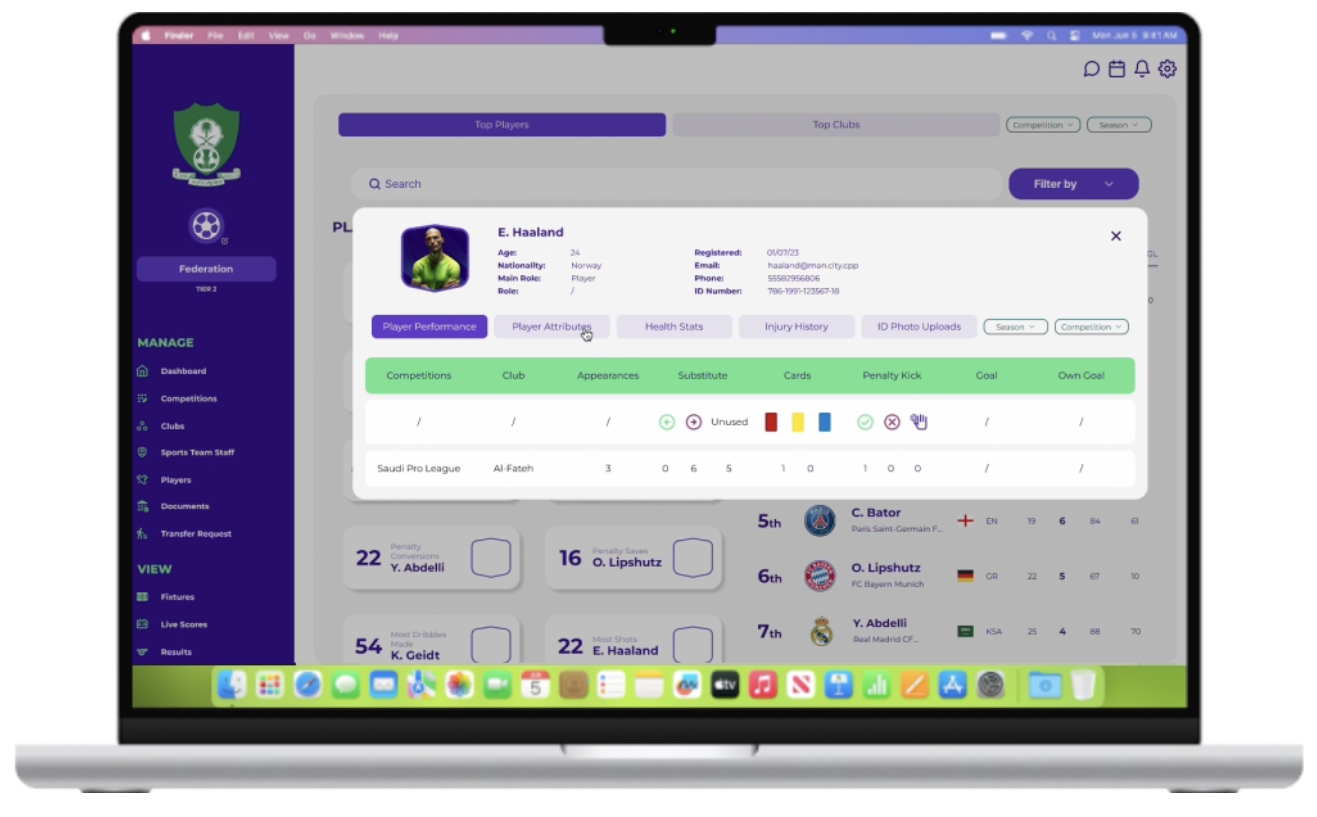 Finder File Edit View Go Window Help
Mon Jun 5 9:41 AM
Top Players
Top Clubs
Competition
Season
Search
Filter by
PL
GL
Federation
TIER 2
MANAGE
Dashboard
Competitions
Clubs
Sports Team Staff
Players
Documents
Transfer Request
VIEW
Fixtures
Live Scores
Results
E. Haaland
Age: 24
Nationality: Norway
Main Role: Player
Role: /
Registered: 01/07/23
Email: haaland@man.city.cpp
Phone: 55582956806
ID Number: 786-1991-123567-18
Player Performance
Player Attributes
Health Stats
Injury History
ID Photo Uploads
Season
Competition
Competitions Club Appearances Substitute Cards Penalty Kick Goal Own Goal
/ / / Unused / /
Saudi Pro League Al-Fateh 3 0 6 5 1 0 1 0 0 / /
0
22 Penalty
Conversions
Y. Abdelli
16 Penalty Saves
O. Lipshutz
54 Most Dribbles
Made
K. Geidt
22 Most Shots
E. Haaland
5th C. Bator EN 19 6 84 61
Paris Saint-Germain F...
6th O. Lipshutz GR 22 5 67 10
FC Bayern Munich
7th Y. Abdelli KSA 25 4 88 70
Real Madrid CF...
5
tv